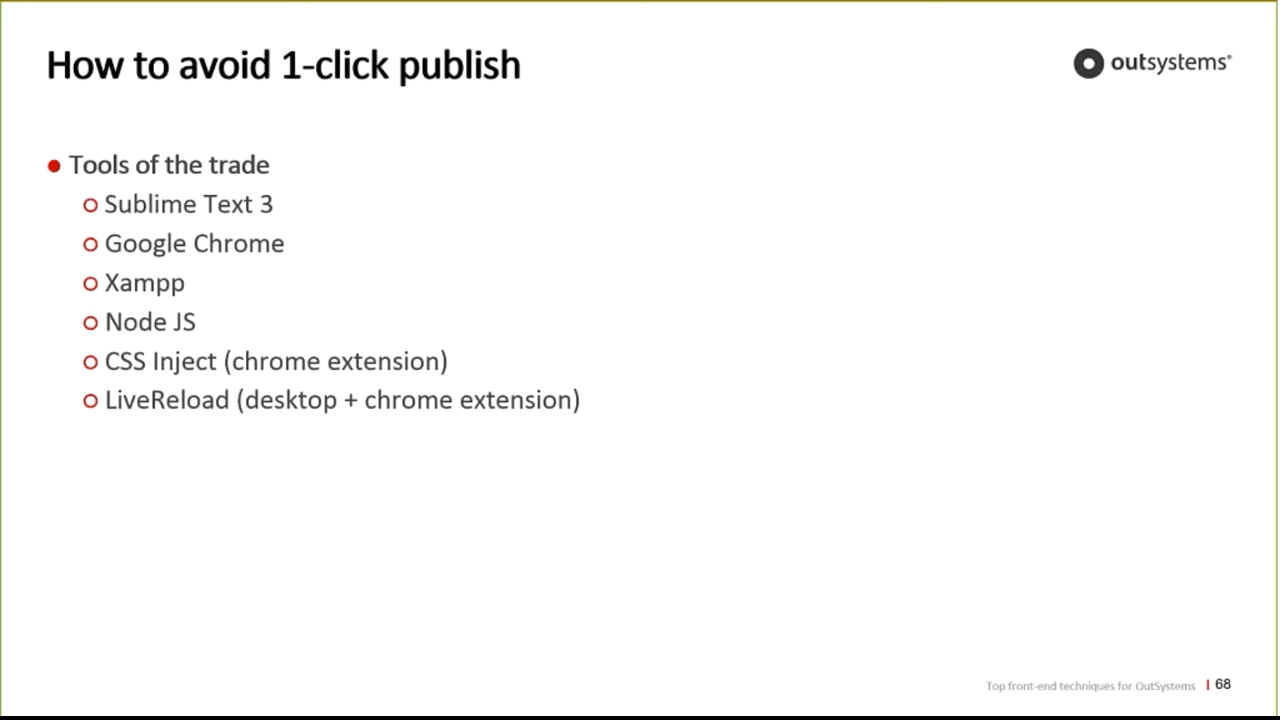 How to avoid 1-click publish
outsystems®
Tools of the trade
Sublime Text 3
Google Chrome
Xampp
Node JS
CSS Inject (chrome extension)
LiveReload (desktop + chrome extension)
Top front-end techniques for OutSystems | 68